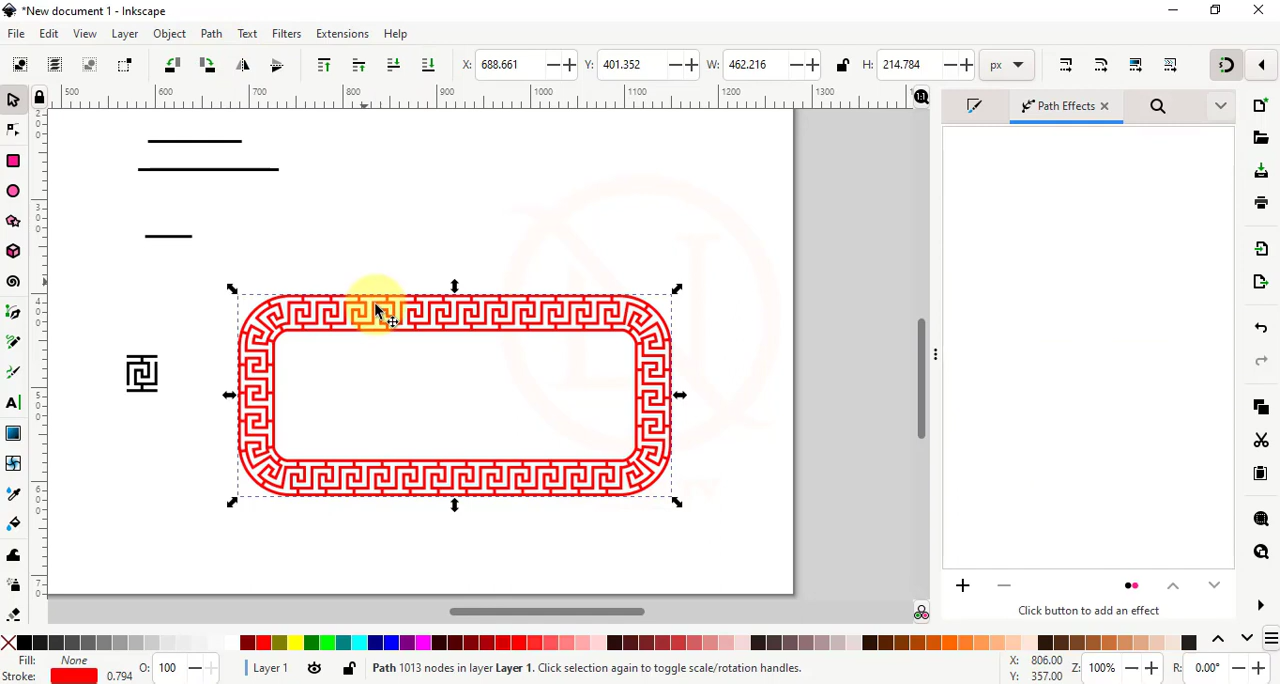 *New document 1 - Inkscape
File Edit View Layer Object Path Text Filters Extensions Help
X: 688.661 Y: 401.352 W: 462.216 H: 214.784 px
500 600 700 800 900 1000 1100 1200 1300
Path Effects
Click button to add an effect
Fill: None
Stroke: 0.794
O: 100
Layer 1
Path 1013 nodes in layer Layer 1. Click selection again to toggle scale/rotation handles.
X: 806.00
Y: 357.00
Z: 100%
R: 0.00°